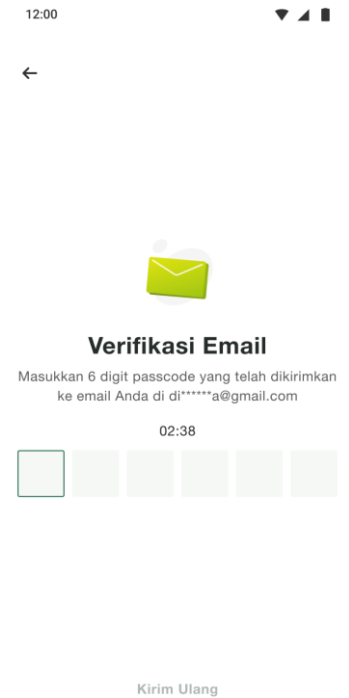 12:00
Verifikasi Email
Masukkan 6 digit passcode yang telah dikirimkan
ke email Anda di di******a@gmail.com
02:38
Kirim Ulang